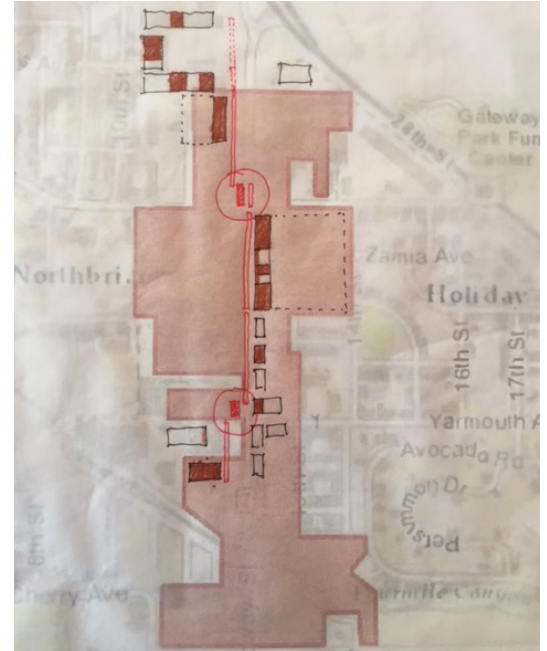 10th St
28th St
Gateway
Park Fun
Center
Zamia Ave
Northbri
Holiday
16th St
17th St
Yarmouth A
Avocado Rd
Persimmon Dr
8th St
Cherry Ave